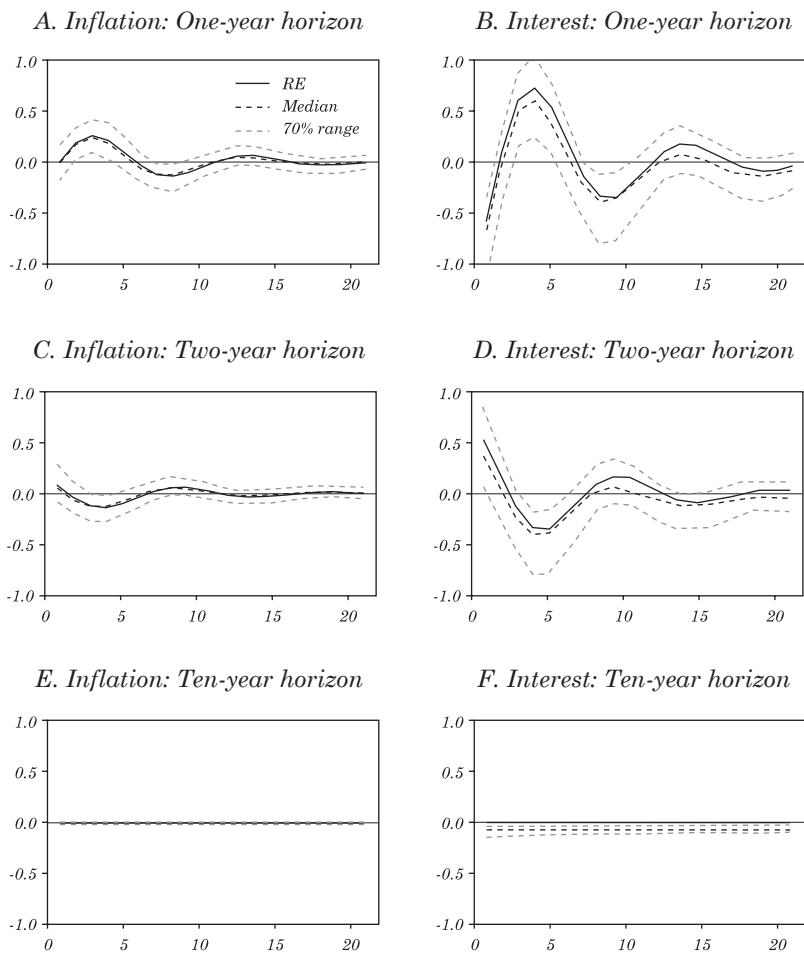 A. Inflation: One-year horizon
1.0
0.5
0.0
-0.5
-1.0
0 5 10 15 20
RE
Median
70% range
B. Interest: One-year horizon
1.0
0.5
0.0
-0.5
-1.0
0 5 10 15 20
C. Inflation: Two-year horizon
1.0
0.5
0.0
-0.5
-1.0
0 5 10 15 20
D. Interest: Two-year horizon
1.0
0.5
0.0
-0.5
-1.0
0 5 10 15 20
E. Inflation: Ten-year horizon
1.0
0.5
0.0
-0.5
-1.0
0 5 10 15 20
F. Interest: Ten-year horizon
1.0
0.5
0.0
-0.5
-1.0
0 5 10 15 20